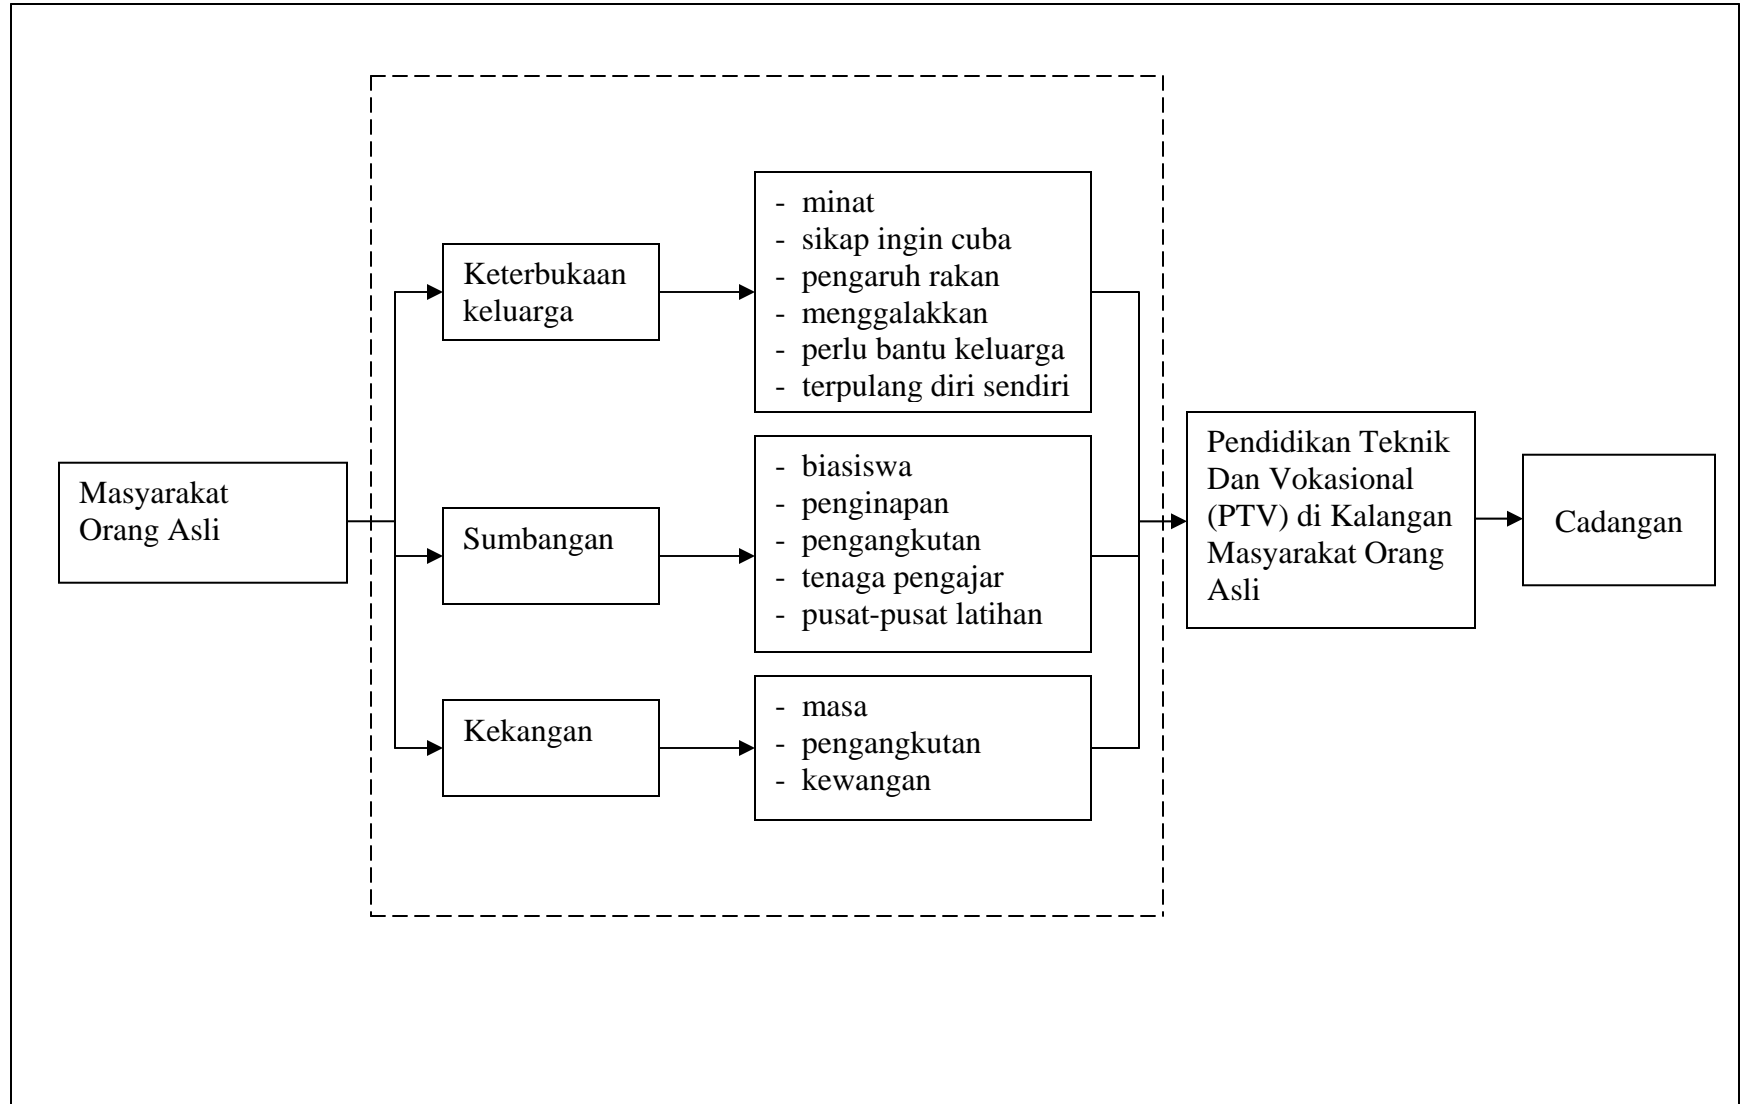 Masyarakat
Orang Asli
Keterbukaan
keluarga
- minat
- sikap ingin cuba
- pengaruh rakan
- menggalakkan
- perlu bantu keluarga
- terpulang diri sendiri
Sumbangan
- biasiswa
- penginapan
- pengangkutan
- tenaga pengajar
- pusat-pusat latihan
Kekangan
- masa
- pengangkutan
- kewangan
Pendidikan Teknik
Dan Vokasional
(PTV) di Kalangan
Masyarakat Orang
Asli
Cadangan